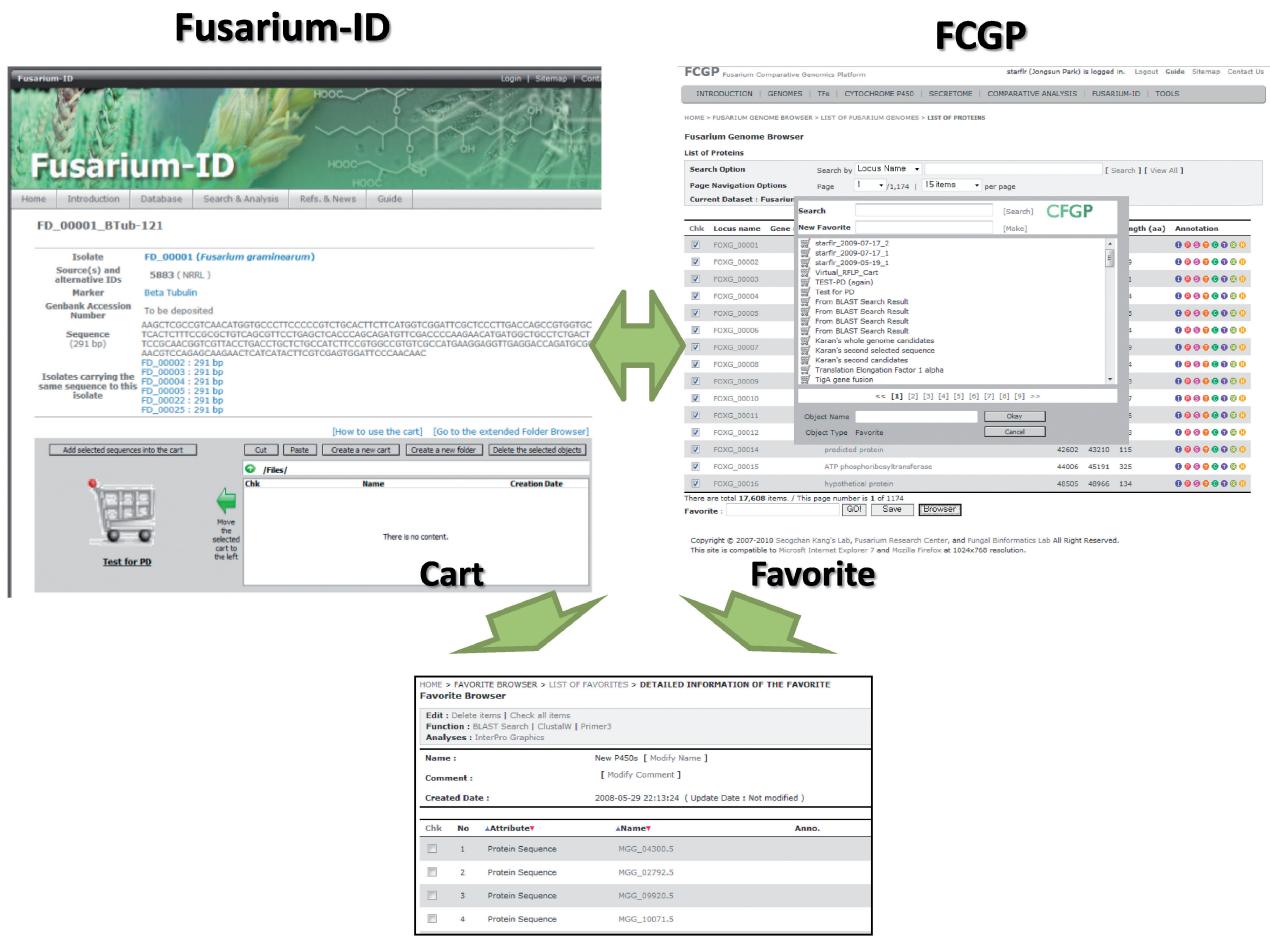 Fusarium-ID
FCGP
Fusarium-ID
Login | Sitemap | Conta
Fusarium-ID
HOOC
HOOC
HOOC
OH
OH
Home Introduction Database Search & Analysis Refs. & News Guide
FD_00001_BTub-121
Isolate FD_00001 (Fusarium graminearum)
Source(s) and
alternative IDs
5883 ( NRRL )
Marker Beta Tubulin
Genbank Accession
Number
To be deposited
Sequence
(291 bp)
AAGCTCGCCGTCAACATGGTGCCCTTCCCCCGTCTGCACTTCTTCATGGTCGGATTCGCTCCCTTGACCAGCCGTGGTGC
TCACTCTTTCCGCGCTGTCAGCGTTCCTGAGCTCACCCAGCAGATGTTCGACCCCAAGAACATGATGGCTGCCTCTGACT
TCCGCAACGGTCGTTACCTGACCTGCTCTGCCATCTTCCGTGGCCGTGTCGCCATGAAGGAGGTTGAGGACCAGATGCG
AACGTCCAGAGCAAGAACTCATCATACTTCGTCGAGTGGATTCCCAACAAC
Isolates carrying the
same sequence to this
isolate
FD_00002 : 291 bp
FD_00003 : 291 bp
FD_00004 : 291 bp
FD_00005 : 291 bp
FD_00022 : 291 bp
FD_00025 : 291 bp
[How to use the cart] [Go to the extended Folder Browser]
Add selected sequences into the cart
Cut Paste Create a new cart Create a new folder Delete the selected objects
/Files/
Chk Name Creation Date
Move
the
selected
cart to
the left
There is no content.
Test for PD
Cart
FCGP Fusarium Comparative Genomics Platform
starflr (Jongsun Park) is logged in. Logout Guide Sitemap Contact Us
INTRODUCTION | GENOMES | TFs | CYTOCHROME P450 | SECRETOME | COMPARATIVE ANALYSIS | FUSARIUM-ID | TOOLS
HOME > FUSARIUM GENOME BROWSER > LIST OF FUSARIUM GENOMES > LIST OF PROTEINS
Fusarium Genome Browser
List of Proteins
Search Option Search by Locus Name [ Search ] [ View All ]
Page Navigation Options Page 1 /1,174 | 15 items per page
Current Dataset : Fusarium
Chk Locus name Gene ngth (aa) Annotation
FOXG_00001
FOXG_00002
FOXG_00003
FOXG_00004
FOXG_00005
FOXG_00006
FOXG_00007
FOXG_00008
FOXG_00009
FOXG_00010
FOXG_00011
FOXG_00012
FOXG_00014 predicted protein 42602 43210 115
FOXG_00015 ATP phosphoribosyltransferase 44006 45191 325
FOXG_00016 hypothetical protein 48505 48966 134
Search [Search] CFGP
New Favorite [Make]
starflr_2009-07-17_2
starflr_2009-07-17_1
starflr_2009-05-19_1
Virtual_RFLP_Cart
TEST-PD (again)
Test for PD
From BLAST Search Result
From BLAST Search Result
From BLAST Search Result
From BLAST Search Result
Karan's whole genome candidates
Karan's second selected sequence
Karan's second candidates
Translation Elongation Factor 1 alpha
TigA gene fusion
<< [1] [2] [3] [4] [5] [6] [7] [8] [9] >>
Object Name Okay
Object Type Favorite Cancel
There are total 17,608 items. / This page number is 1 of 1174
Favorite : GO! Save Browser
Copyright © 2007-2010 Seogchan Kang's Lab, Fusarium Research Center, and Fungal Binformatics Lab All Right Reserved.
This site is compatible to Microsft Internet Explorer 7 and Mozilla Firefox at 1024x768 resolution.
Favorite
HOME > FAVORITE BROWSER > LIST OF FAVORITES > DETAILED INFORMATION OF THE FAVORITE
Favorite Browser
Edit : Delete items | Check all items
Function : BLAST Search | ClustalW | Primer3
Analyses : InterPro Graphics
Name : New P450s [ Modify Name ]
Comment : [ Modify Comment ]
Created Date : 2008-05-29 22:13:24 ( Update Date : Not modified )
Chk No ▲Attribute▼ ▲Name▼ Anno.
1 Protein Sequence MGG_04300.5
2 Protein Sequence MGG_02792.5
3 Protein Sequence MGG_09920.5
4 Protein Sequence MGG_10071.5